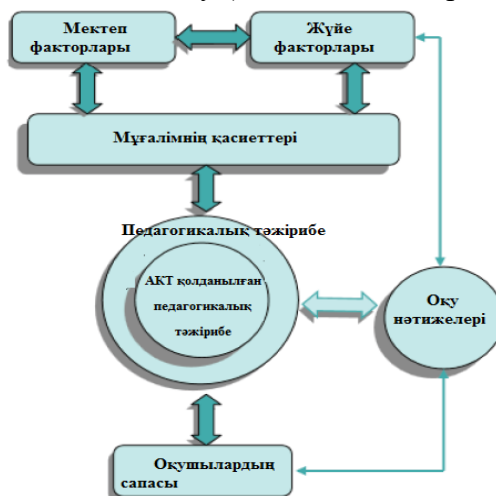 Мектеп
факторлары
Жүйе
факторлары
Мұғалімнің қасиеттері
Педагогикалық тәжірибе
АКТ қолданылған
педагогикалық
тәжірибе
Оқу
нәтижелері
Оқушылардың
сапасы